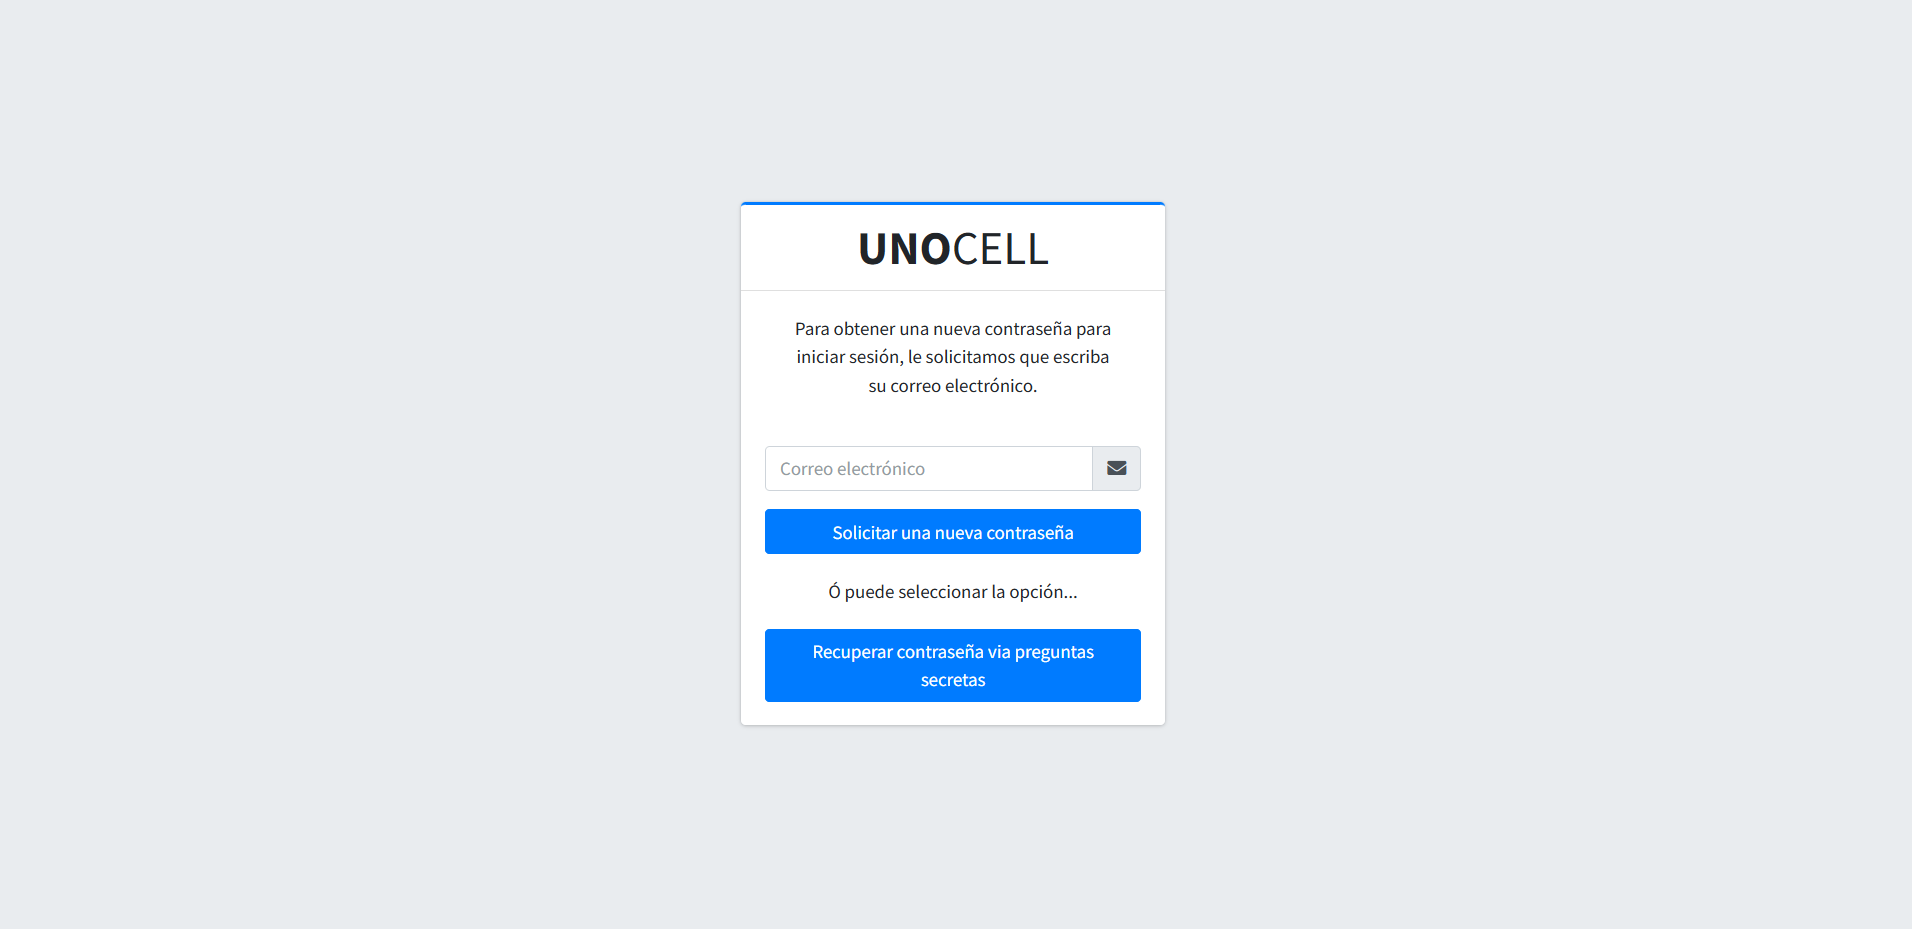 UNOCELL
Para obtener una nueva contraseña para
iniciar sesión, le solicitamos que escriba
su correo electrónico.
Correo electrónico
Solicitar una nueva contraseña
Ó puede seleccionar la opción...
Recuperar contraseña via preguntas
secretas